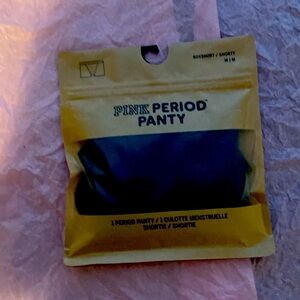 BOYSHORT / SHORTY
M | M
PINK PERIOD
PANTY
1 PERIOD PANTY / 1 CULOTTE MENSTRUELLE
SHORTIE / SHORTIE